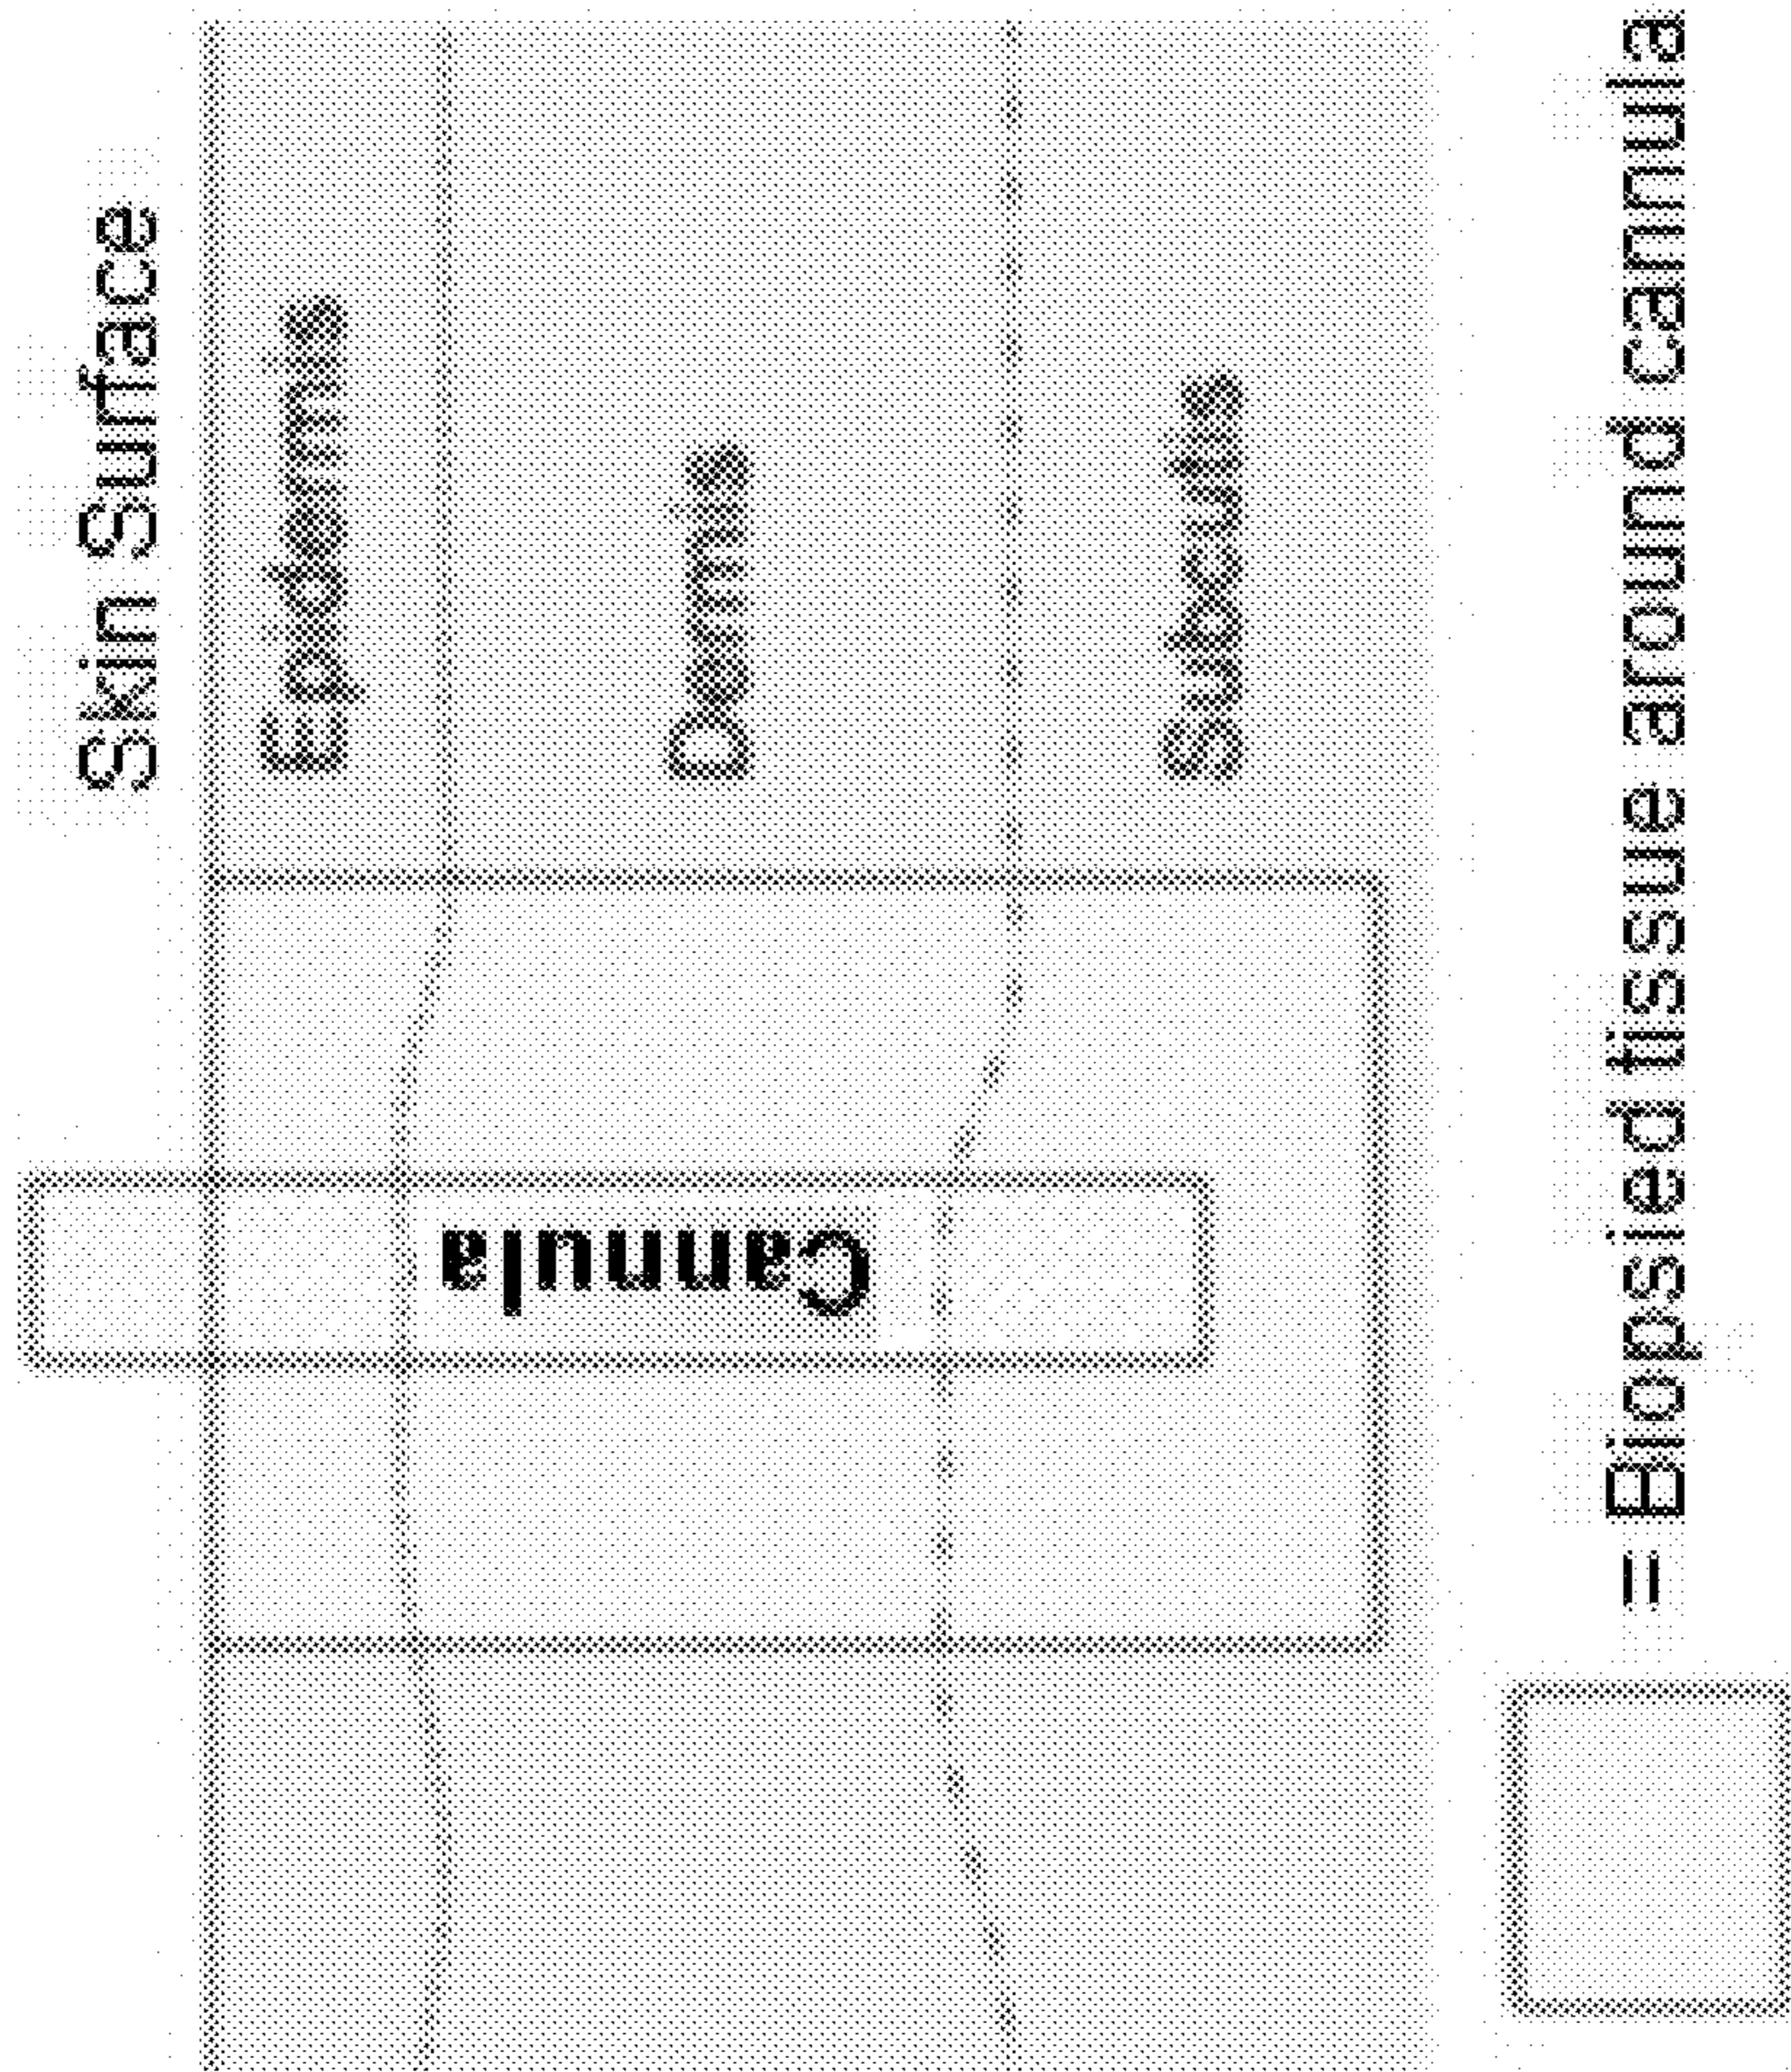 Skin Surface
Epidermis
Dermis
Subcutis
Cannula
= Biopsied tissue around cannula